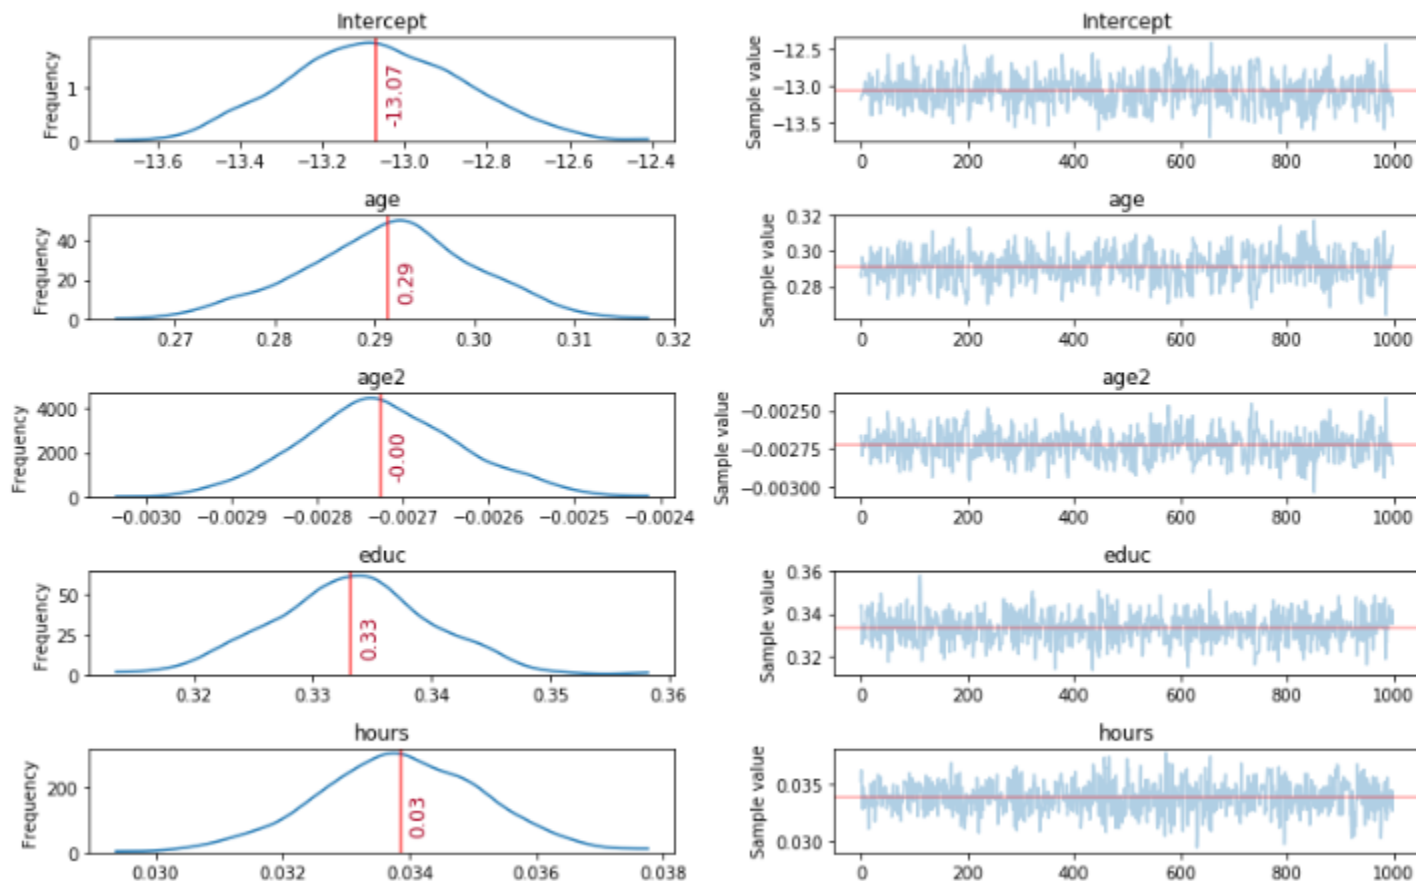 Intercept
Frequency
1
0
-13.07
−13.6 −13.4 −13.2 −13.0 −12.8 −12.6 −12.4
Intercept
Sample value
−12.5
−13.0
−13.5
0 200 400 600 800 1000
age
Frequency
40
20
0
0.29
0.27 0.28 0.29 0.30 0.31 0.32
age
Sample value
0.32
0.30
0.28
0 200 400 600 800 1000
age2
Frequency
4000
2000
0
-0.00
−0.0030 −0.0029 −0.0028 −0.0027 −0.0026 −0.0025 −0.0024
age2
Sample value
−0.00250
−0.00275
−0.00300
0 200 400 600 800 1000
educ
Frequency
50
25
0
0.33
0.32 0.33 0.34 0.35 0.36
educ
Sample value
0.36
0.34
0.32
0 200 400 600 800 1000
hours
Frequency
200
0
0.03
0.030 0.032 0.034 0.036 0.038
hours
Sample value
0.035
0.030
0 200 400 600 800 1000